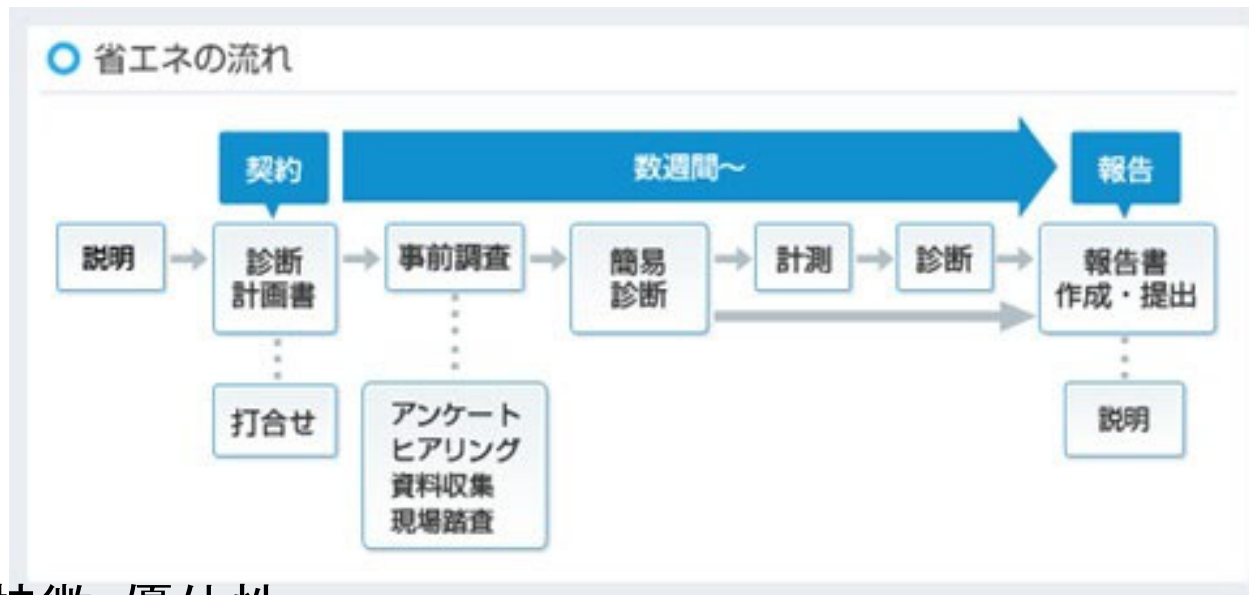 省エネの流れ
契約
数週間～
報告
説明
診断
計画書
事前調査
簡易
診断
計測
診断
報告書
作成・提出
打合せ
アンケート
ヒアリング
資料収集
現場踏査
説明